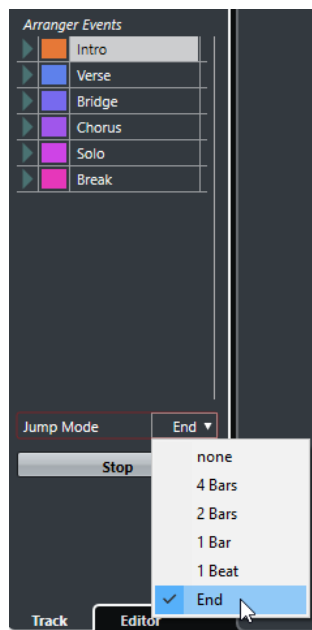 Arranger Events
Intro
Verse
Bridge
Chorus
Solo
Break
Jump Mode End
Stop
none
4 Bars
2 Bars
1 Bar
1 Beat
End
Track Editor